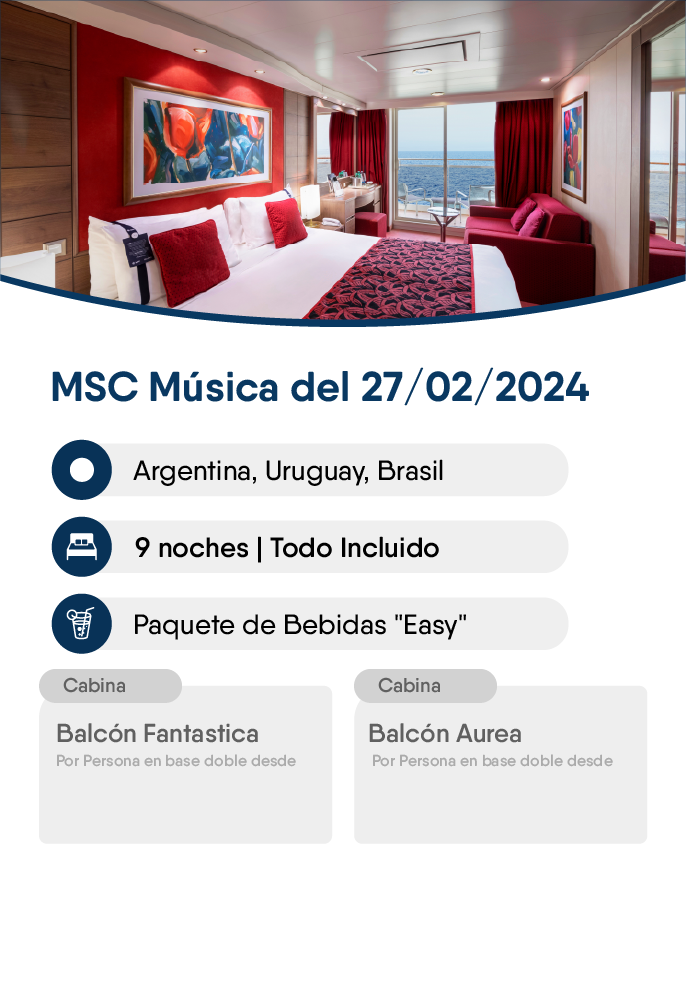 MSC Música del 27/02/2024
Argentina, Uruguay, Brasil
9 noches | Todo Incluido
Paquete de Bebidas "Easy"
Cabina
Balcón Fantastica
Por Persona en base doble desde
Cabina
Balcón Aurea
Por Persona en base doble desde